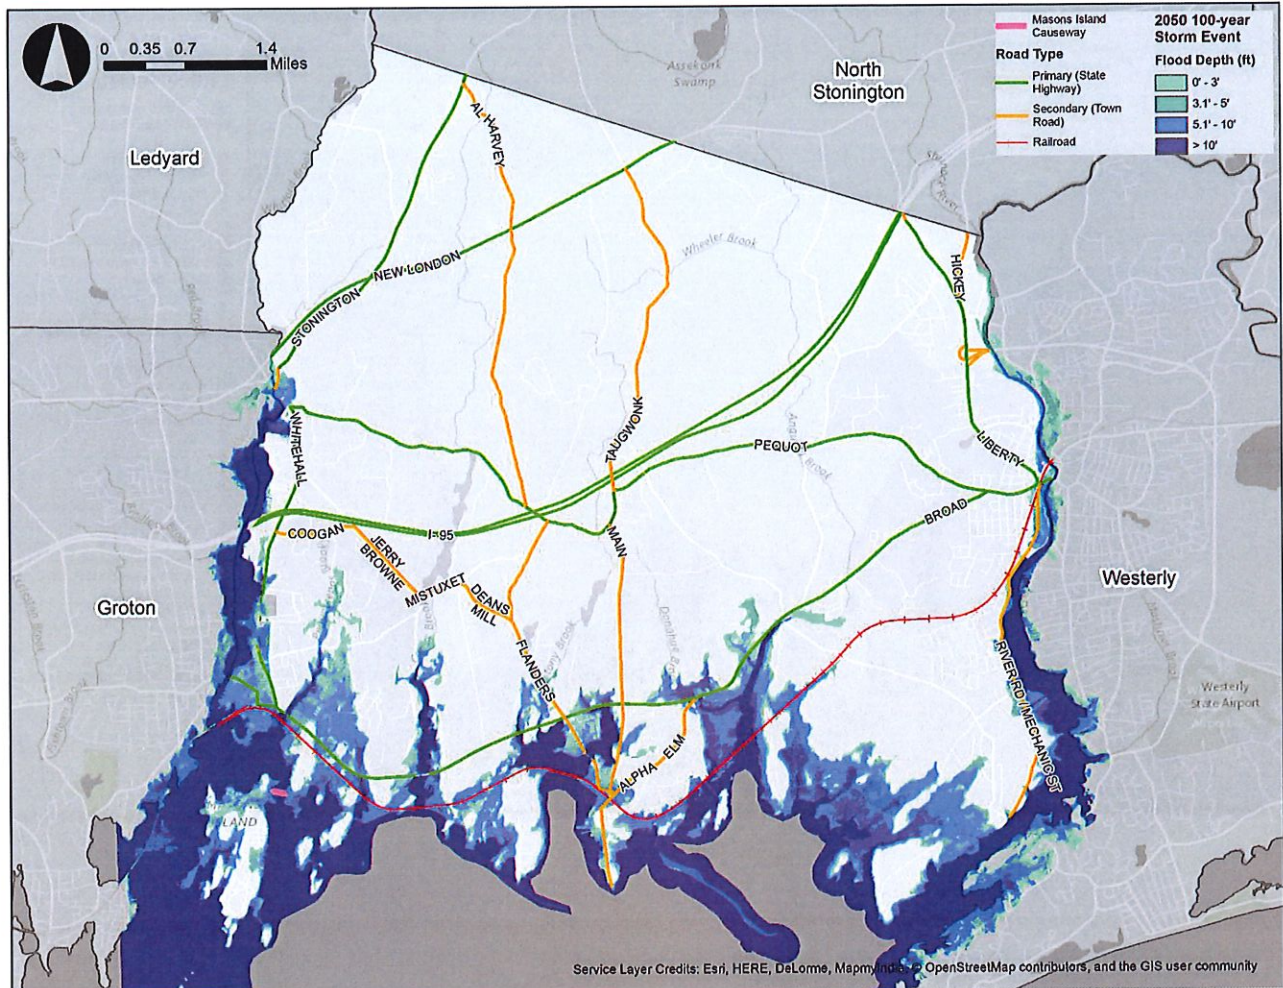 0 0.35 0.7 1.4
Miles
Masons Island
Causeway
Road Type
Primary (State
Highway)
Secondary (Town
Road)
Railroad
2050 100-year
Storm Event
Flood Depth (ft)
0' - 3'
3.1' - 5'
5.1' - 10'
> 10'
Assekonk
Swamp
North
Stonington
Ledyard
AL HARVEY
Wheeler Brook
NEW LONDON
STONINGTON
HICKEY
WHITEHALL
TAUGWONK
PEQUOT
LIBERTY
BROAD
I-95
COOGAN
MAIN
JERRY
BROWNE
MISTUXET
DEANS
MILL
Groton
Westerly
FLANDERS
RIVER RD / MECHANIC ST
Westerly
State Airport
ELM
ALPHA
Service Layer Credits: Esri, HERE, DeLorme, MapmyIndia, © OpenStreetMap contributors, and the GIS user community